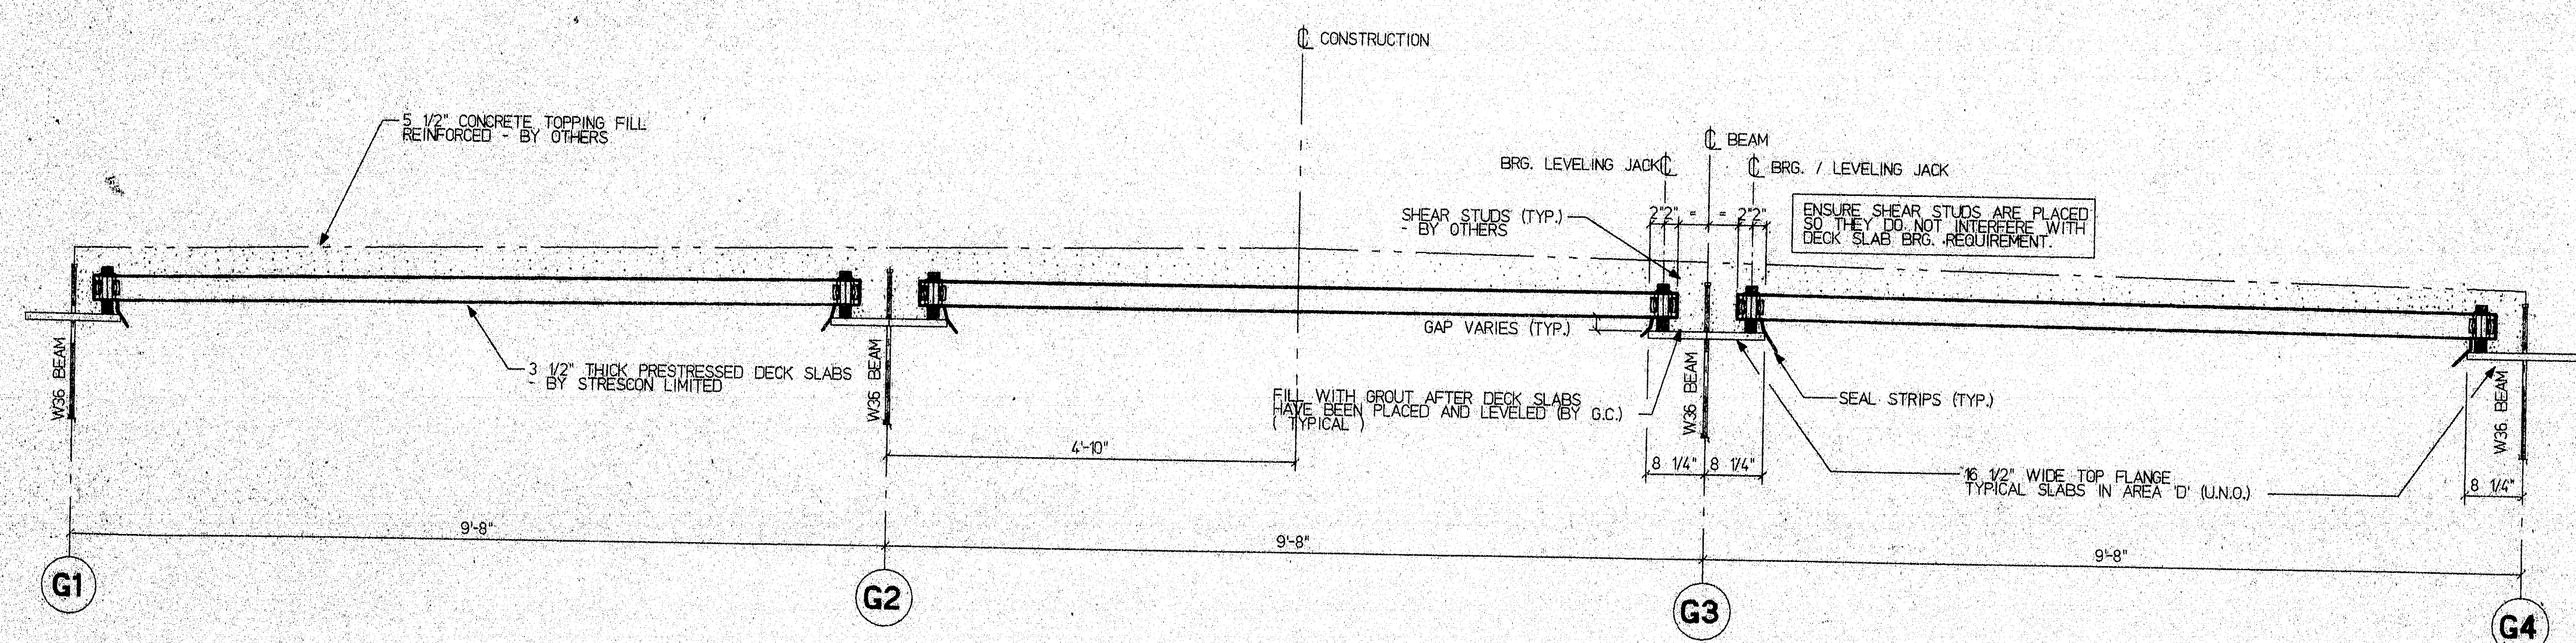 ℄ CONSTRUCTION
5 1/2" CONCRETE TOPPING FILL
REINFORCED - BY OTHERS
℄ BEAM
BRG. LEVELING JACK ℄
℄ BRG. / LEVELING JACK
SHEAR STUDS (TYP.)
- BY OTHERS
2" 2" = = 2" 2"
ENSURE SHEAR STUDS ARE PLACED
SO THEY DO NOT INTERFERE WITH
DECK SLAB BRG. REQUIREMENT.
GAP VARIES (TYP.)
W36 BEAM
3 1/2" THICK PRESTRESSED DECK SLABS
- BY STRESCON LIMITED
W36 BEAM
FILL WITH GROUT AFTER DECK SLABS
HAVE BEEN PLACED AND LEVELED (BY G.C.)
( TYPICAL )
W36 BEAM
SEAL STRIPS (TYP.)
W36 BEAM
4'-10"
8 1/4" 8 1/4"
16 1/2" WIDE TOP FLANGE
TYPICAL SLABS IN AREA 'D' (U.N.O.)
8 1/4"
9'-8"
9'-8"
9'-8"
G1
G2
G3
G4